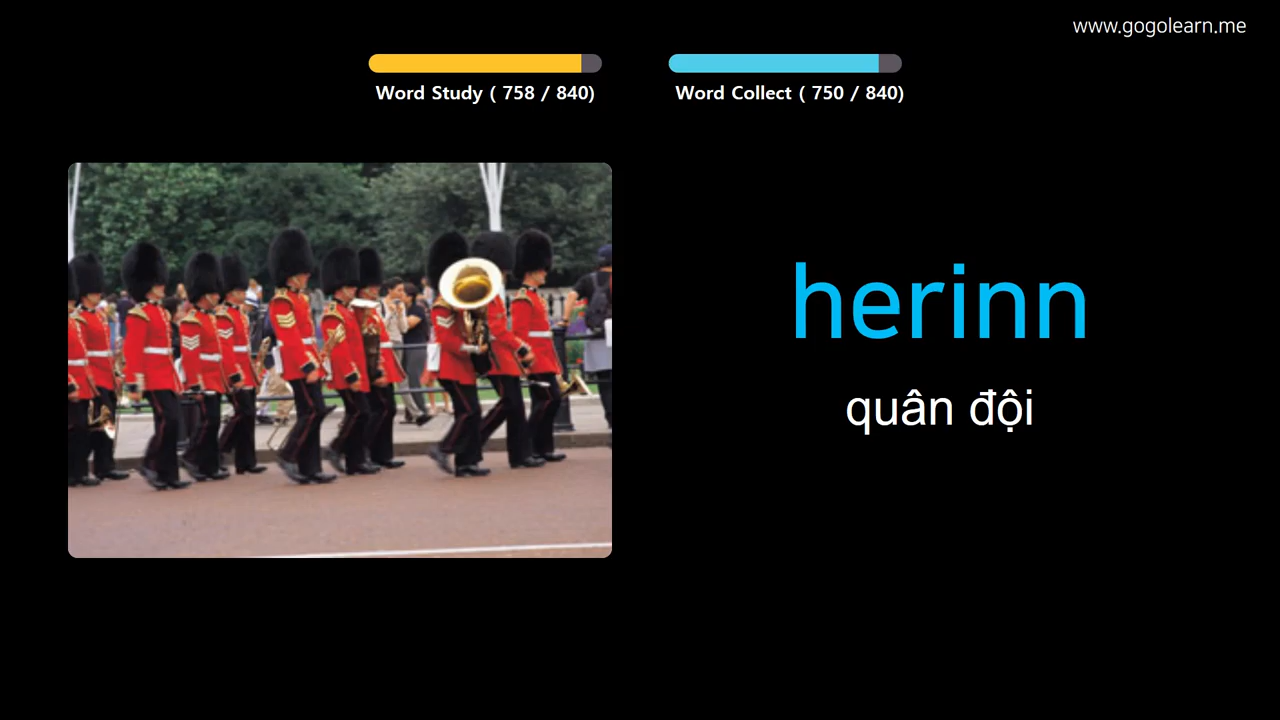 www.gogolearn.me
Word Study ( 758 / 840)
Word Collect ( 750 / 840)
herinn
quân đội